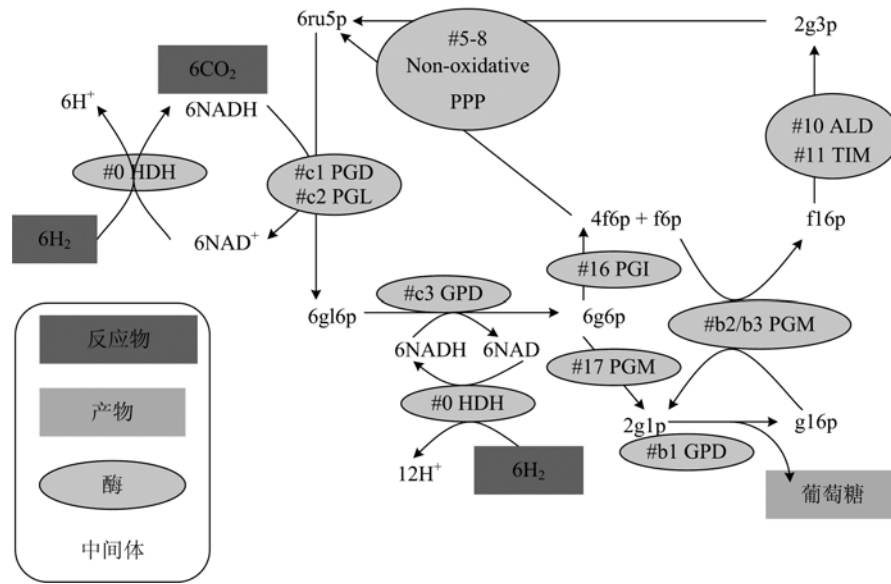 6ru5p
#5-8
Non-oxidative
PPP
2g3p
6CO₂
6H⁺
6NADH
#10 ALD
#11 TIM
#0 HDH
#c1 PGD
#c2 PGL
6H₂
6NAD⁺
4f6p + f6p
f16p
#16 PGI
#c3 GPD
6gl6p
6g6p
#b2/b3 PGM
反应物
6NADH
6NAD
#17 PGM
#0 HDH
产物
2g1p
g16p
#b1 GPD
12H⁺
6H₂
葡萄糖
酶
中间体